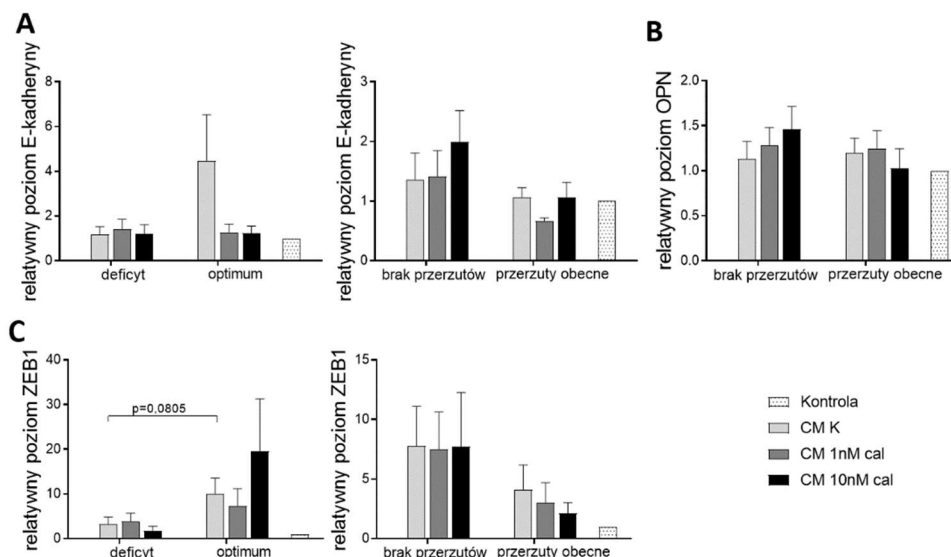 A
relatywny poziom E-kadheryny
8
6
4
2
0
deficyt
optimum
relatywny poziom E-kadheryny
3
2
1
0
brak przerzutów
przerzuty obecne
B
relatywny poziom OPN
2.0
1.5
1.0
0.5
0.0
brak przerzutów
przerzuty obecne
C
relatywny poziom ZEB1
40
30
20
10
0
p=0,0805
deficyt
optimum
relatywny poziom ZEB1
15
10
5
0
brak przerzutów
przerzuty obecne
Kontrola
CM K
CM 1nM cal
CM 10nM cal